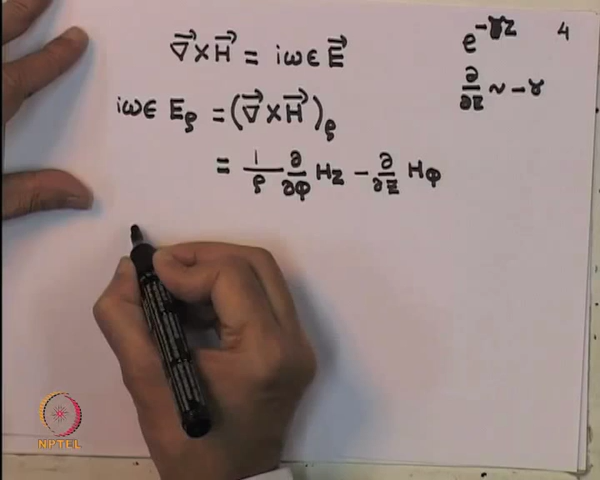 ∇⃗ × H⃗ = iωϵ E⃗
e^{-γz} 4
∂/∂z ~ -γ
iωϵ E_ρ = (∇⃗ × H⃗)_ρ
= 1/ρ ∂/∂φ H_z - ∂/∂z H_φ
NPTEL